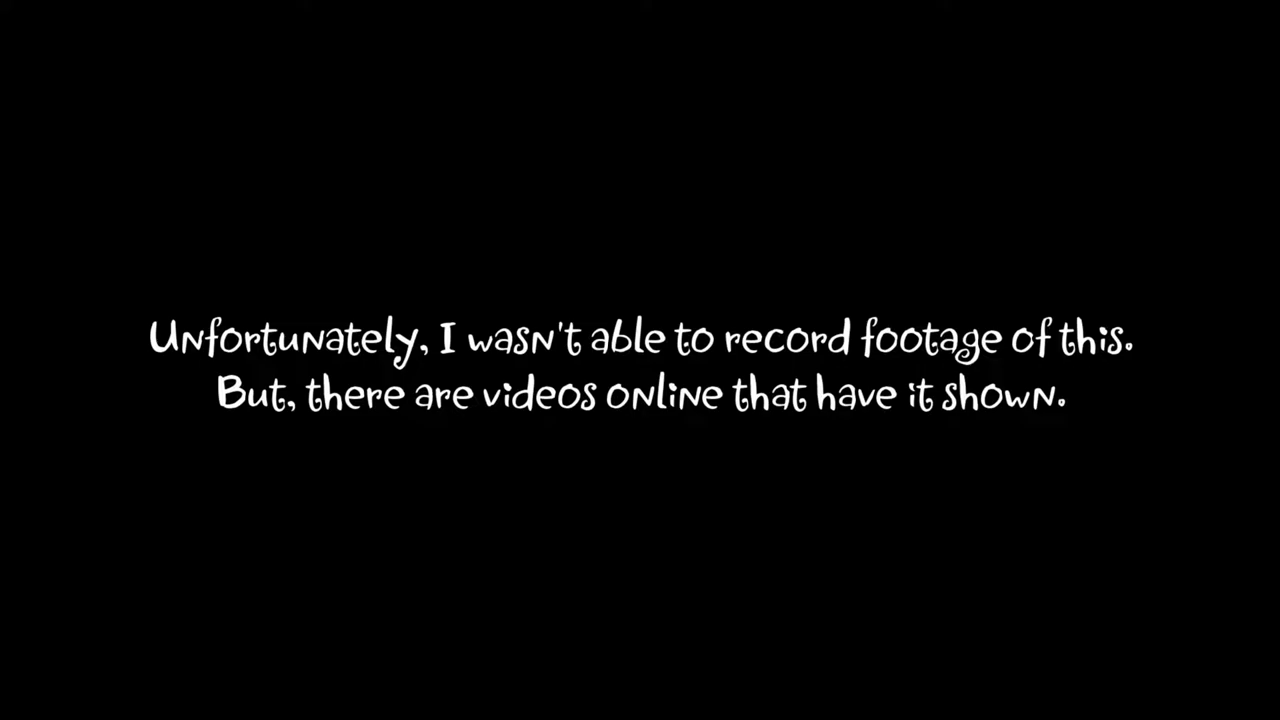 Unfortunately, I wasn't able to record footage of this.
But, there are videos online that have it shown.